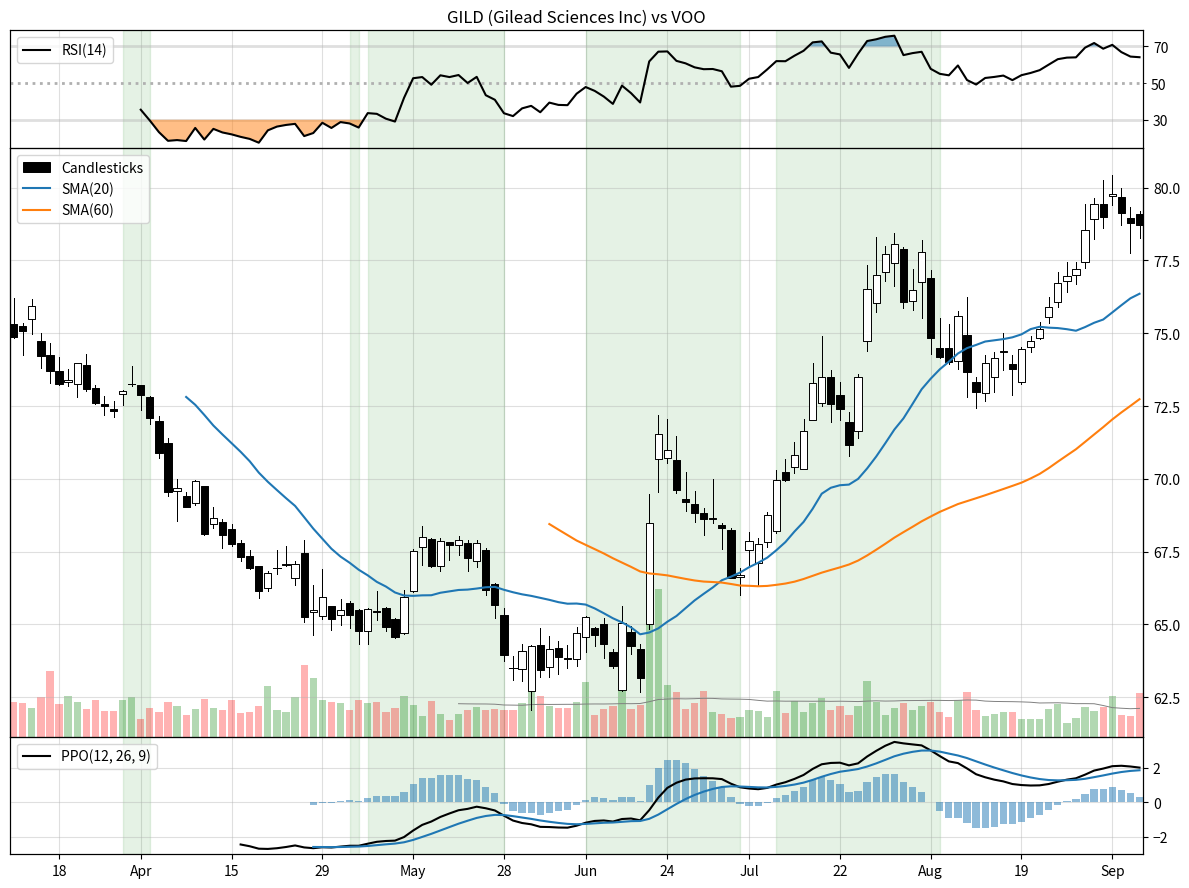 GILD (Gilead Sciences Inc) vs VOO
RSI(14)
70
50
30
Candlesticks
SMA(20)
SMA(60)
80.0
77.5
75.0
72.5
70.0
67.5
65.0
62.5
PPO(12, 26, 9)
2
0
−2
18 Apr 15 29 May 28 Jun 24 Jul 22 Aug 19 Sep